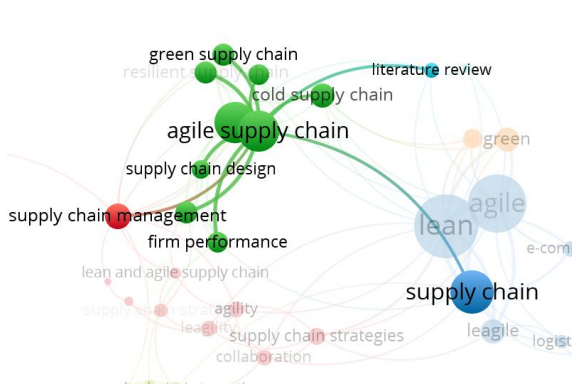 green supply chain
resilient supply chain
literature review
cold supply chain
agile supply chain
green
supply chain design
agile
supply chain management
lean
firm performance
e-com
lean and agile supply chain
supply chain
agility
leagility
leagile
supply chain strategies
logist
collaboration